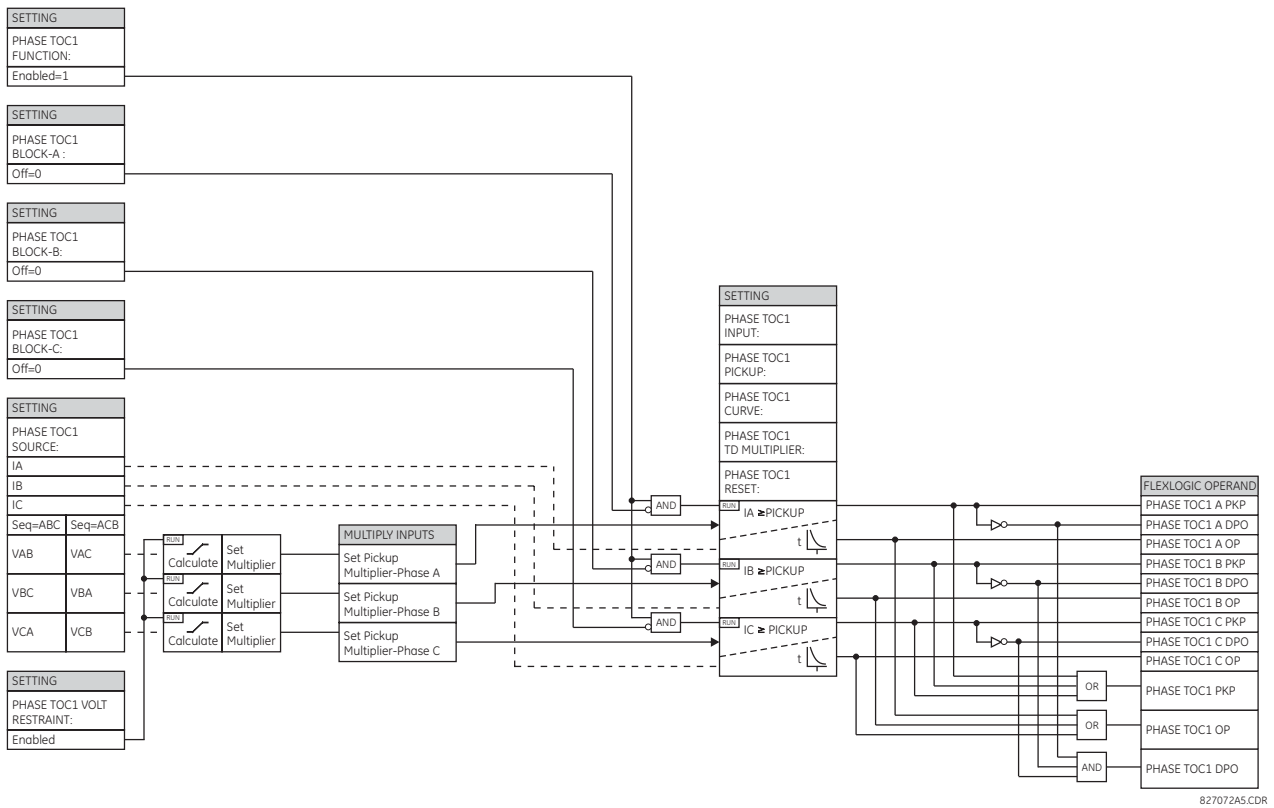 SETTING
PHASE TOC1
FUNCTION:
Enabled=1
SETTING
PHASE TOC1
BLOCK-A :
Off=0
SETTING
PHASE TOC1
BLOCK-B:
Off=0
SETTING
PHASE TOC1
BLOCK-C:
Off=0
SETTING
PHASE TOC1
SOURCE:
IA
IB
IC
Seq=ABC Seq=ACB
VAB VAC
VBC VBA
VCA VCB
SETTING
PHASE TOC1 VOLT
RESTRAINT:
Enabled
RUN
Calculate
Set
Multiplier
RUN
Calculate
Set
Multiplier
RUN
Calculate
Set
Multiplier
MULTIPLY INPUTS
Set Pickup
Multiplier-Phase A
Set Pickup
Multiplier-Phase B
Set Pickup
Multiplier-Phase C
AND
AND
AND
SETTING
PHASE TOC1
INPUT:
PHASE TOC1
PICKUP:
PHASE TOC1
CURVE:
PHASE TOC1
TD MULTIPLIER:
PHASE TOC1
RESET:
RUN IA ≥PICKUP
t
RUN IB ≥PICKUP
t
RUN IC ≥ PICKUP
t
OR
OR
AND
FLEXLOGIC OPERAND
PHASE TOC1 A PKP
PHASE TOC1 A DPO
PHASE TOC1 A OP
PHASE TOC1 B PKP
PHASE TOC1 B DPO
PHASE TOC1 B OP
PHASE TOC1 C PKP
PHASE TOC1 C DPO
PHASE TOC1 C OP
PHASE TOC1 PKP
PHASE TOC1 OP
PHASE TOC1 DPO
827072A5.CDR